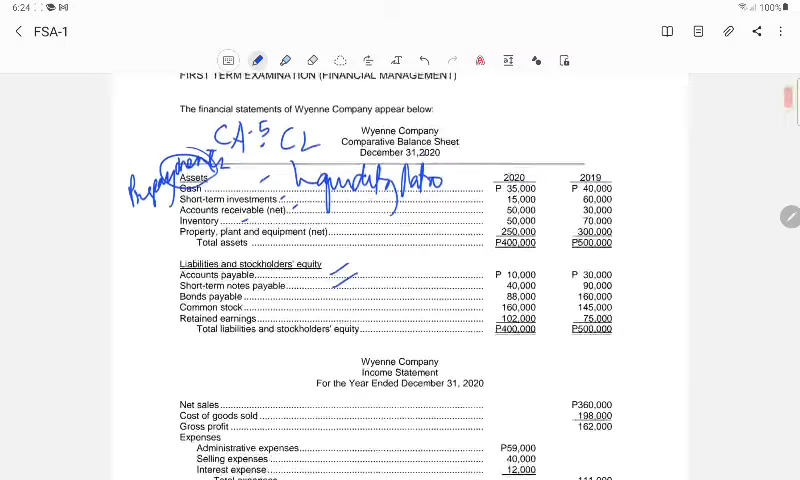 6:24
100%
FSA-1
FIRST TERM EXAMINATION (FINANCIAL MANAGEMENT)
The financial statements of Wyenne Company appear below:
CA 5 CL
Wyenne Company
Comparative Balance Sheet
December 31,2020
Prepayments Liquidity Ratio
Assets 2020 2019
Cash P 35,000 P 40,000
Short-term investments 15,000 60,000
Accounts receivable (net) 50,000 30,000
Inventory 50,000 70,000
Property, plant and equipment (net) 250,000 300,000
Total assets P400,000 P500,000
Liabilities and stockholders' equity
Accounts payable P 10,000 P 30,000
Short-term notes payable 40,000 90,000
Bonds payable 88,000 160,000
Common stock 160,000 145,000
Retained earnings 102,000 75,000
Total liabilities and stockholders' equity P400,000 P500,000
Wyenne Company
Income Statement
For the Year Ended December 31, 2020
Net sales P360,000
Cost of goods sold 198,000
Gross profit 162,000
Expenses
Administrative expenses P59,000
Selling expenses 40,000
Interest expense 12,000
Total expenses 111,000